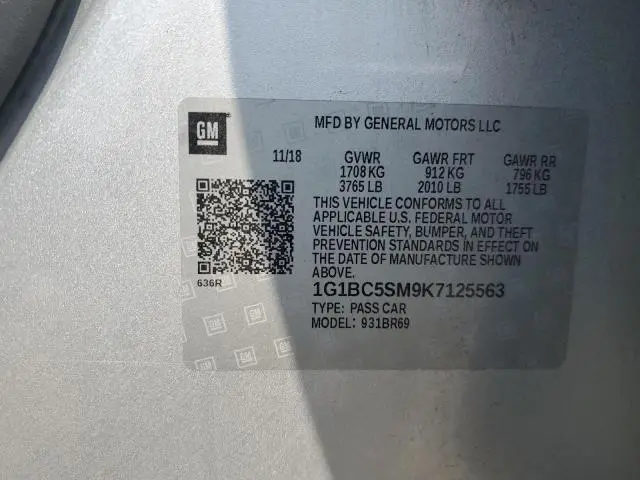 GM
MFD BY GENERAL MOTORS LLC
11/18 GVWR GAWR FRT GAWR RR
1708 KG 912 KG 796 KG
3765 LB 2010 LB 1755 LB
THIS VEHICLE CONFORMS TO ALL
APPLICABLE U.S. FEDERAL MOTOR
VEHICLE SAFETY, BUMPER, AND THEFT
PREVENTION STANDARDS IN EFFECT ON
THE DATE OF MANUFACTURE SHOWN
ABOVE.
636R
1G1BC5SM9K7125563
TYPE: PASS CAR
MODEL: 931BR69